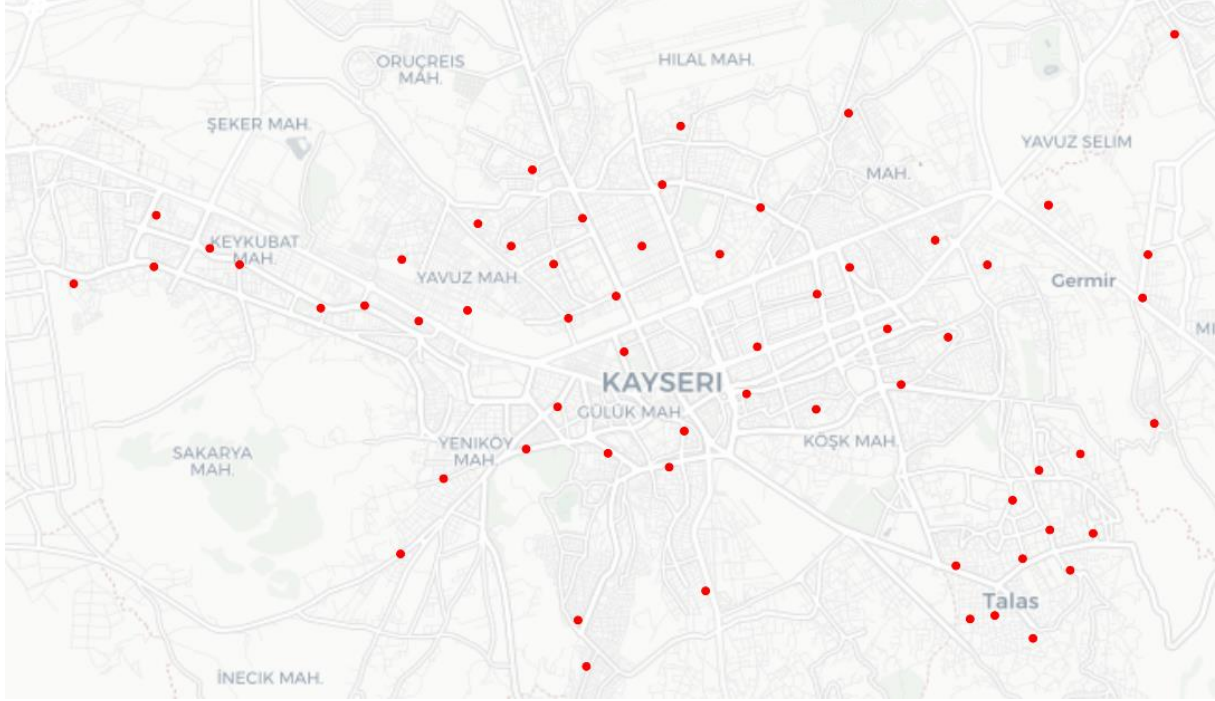 ORUÇREIS
MAH.
HILAL MAH.
ŞEKER MAH.
YAVUZ SELIM
MAH.
KEYKUBAT
MAH.
YAVUZ MAH.
Germir
KAYSERI
GÜLÜK MAH.
YENIKÖY
MAH.
KÖŞK MAH.
SAKARYA
MAH.
Talas
İNECIK MAH.